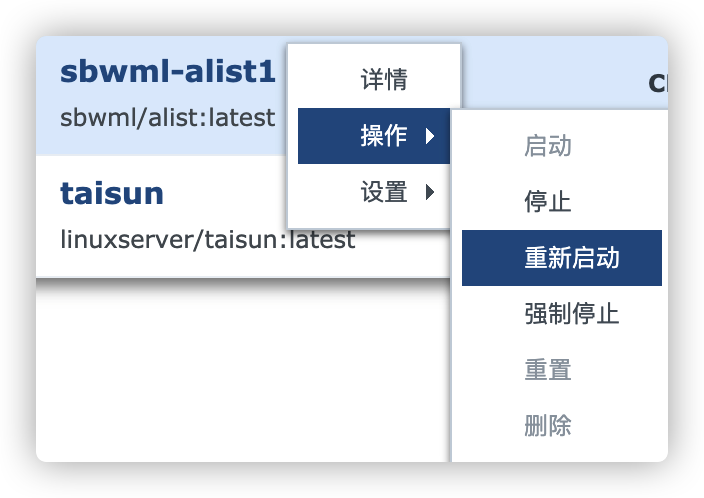 sbwml-alist1
sbwml/alist:latest
taisun
linuxserver/taisun:latest
详情
操作
设置
启动
停止
重新启动
强制停止
重置
删除